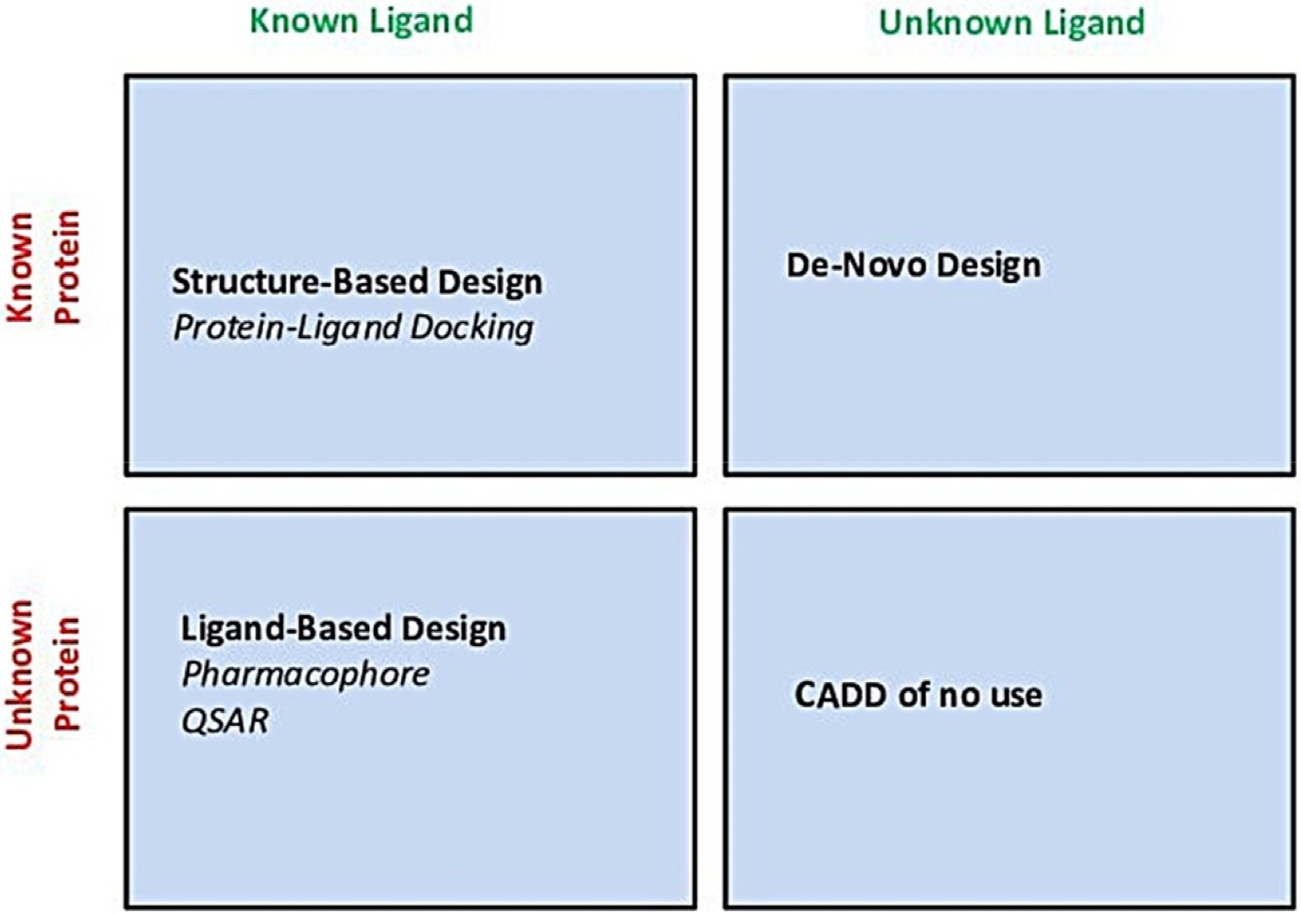 Known Ligand
Unknown Ligand
Known
Protein
Structure-Based Design
Protein-Ligand Docking
De-Novo Design
Unknown
Protein
Ligand-Based Design
Pharmacophore
QSAR
CADD of no use